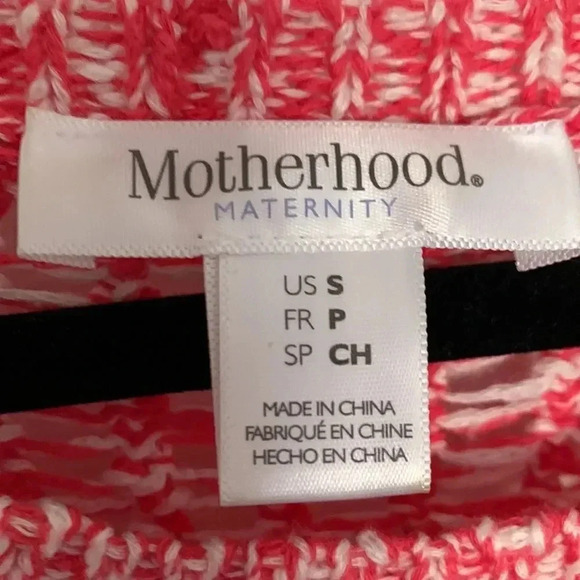 Motherhood®
MATERNITY
US S
FR P
SP CH
MADE IN CHINA
FABRIQUÉ EN CHINE
HECHO EN CHINA